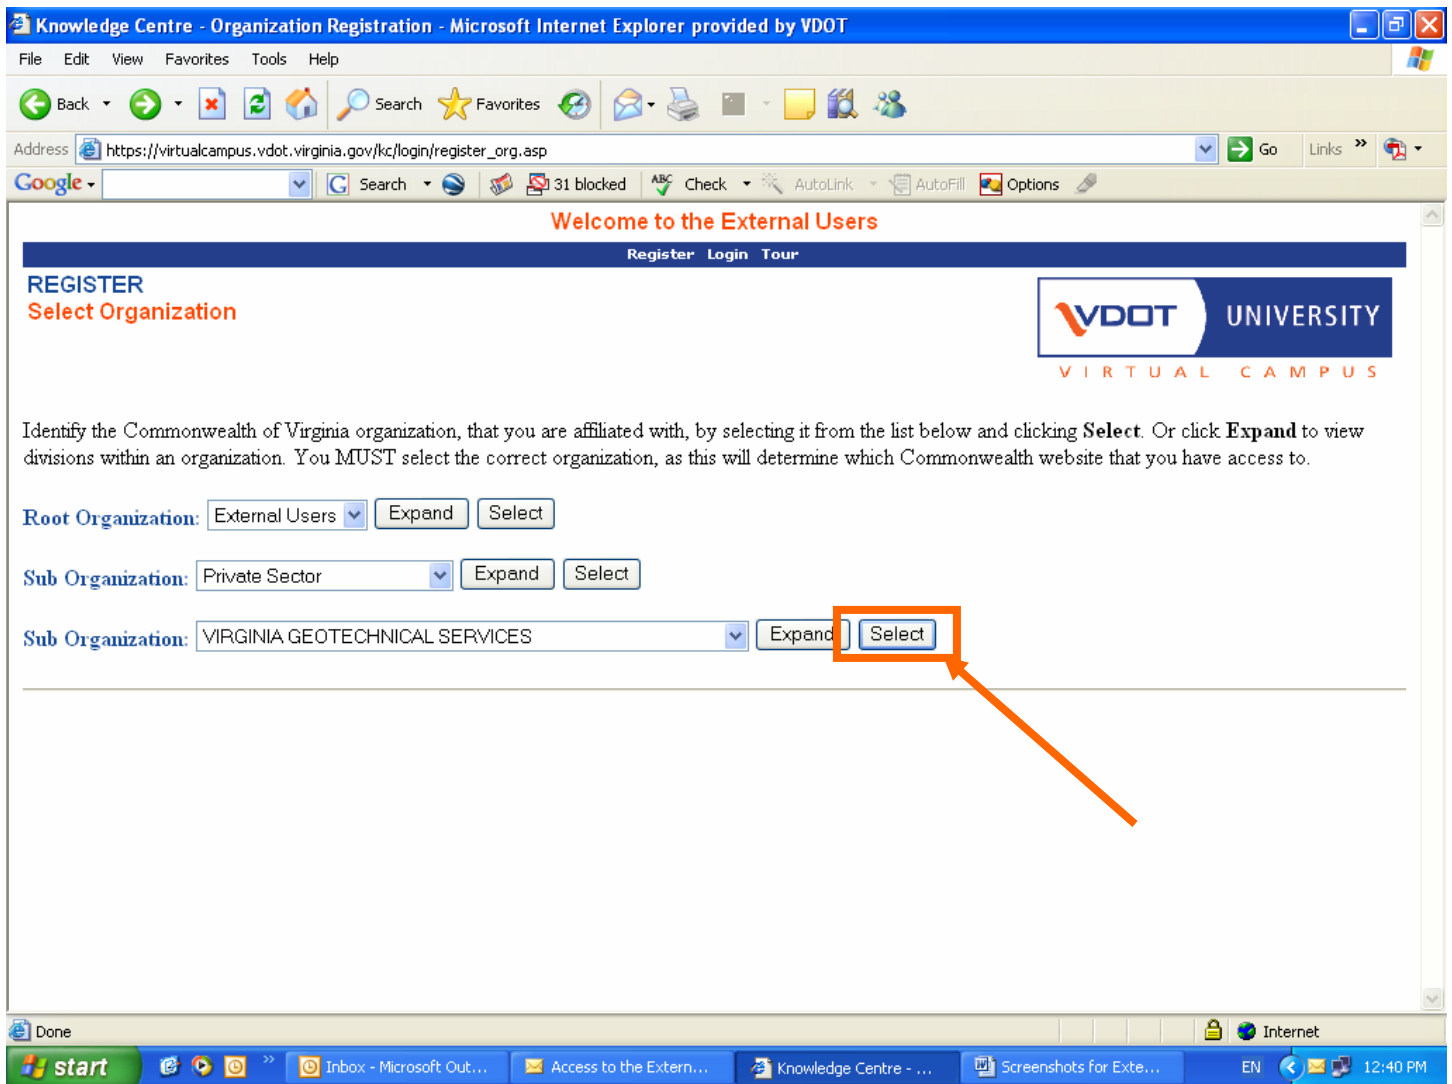 Knowledge Centre - Organization Registration - Microsoft Internet Explorer provided by VDOT
File Edit View Favorites Tools Help
Back Search Favorites
Address https://virtualcampus.vdot.virginia.gov/kc/login/register_org.asp Go Links »
Google Search 31 blocked ABC Check AutoLink AutoFill Options
Welcome to the External Users
Register Login Tour
REGISTER
Select Organization
VDOT UNIVERSITY
VIRTUAL CAMPUS
Identify the Commonwealth of Virginia organization, that you are affiliated with, by selecting it from the list below and clicking Select. Or click Expand to view
divisions within an organization. You MUST select the correct organization, as this will determine which Commonwealth website that you have access to.
Root Organization: External Users Expand Select
Sub Organization: Private Sector Expand Select
Sub Organization: VIRGINIA GEOTECHNICAL SERVICES Expand Select
Done Internet
start » Inbox - Microsoft Out... Access to the Extern... Knowledge Centre - ... Screenshots for Exte... EN 12:40 PM